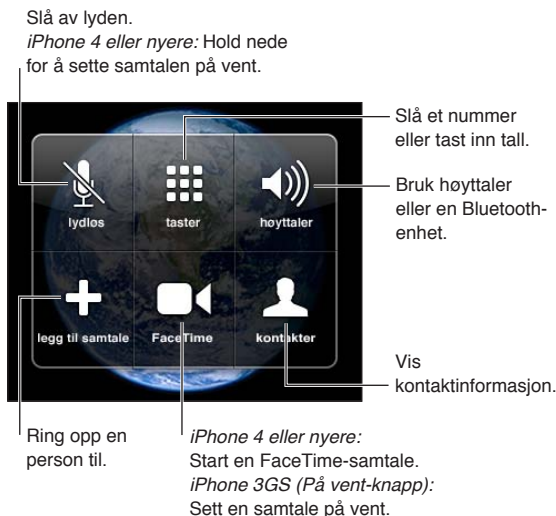 Slå av lyden.
iPhone 4 eller nyere: Hold nede
for å sette samtalen på vent.
Slå et nummer
eller tast inn tall.
Bruk høyttaler
eller en Bluetooth-
enhet.
lydløs
taster
høyttaler
legg til samtale
FaceTime
kontakter
Vis
kontaktinformasjon.
Ring opp en
person til.
iPhone 4 eller nyere:
Start en FaceTime-samtale.
iPhone 3GS (På vent-knapp):
Sett en samtale på vent.